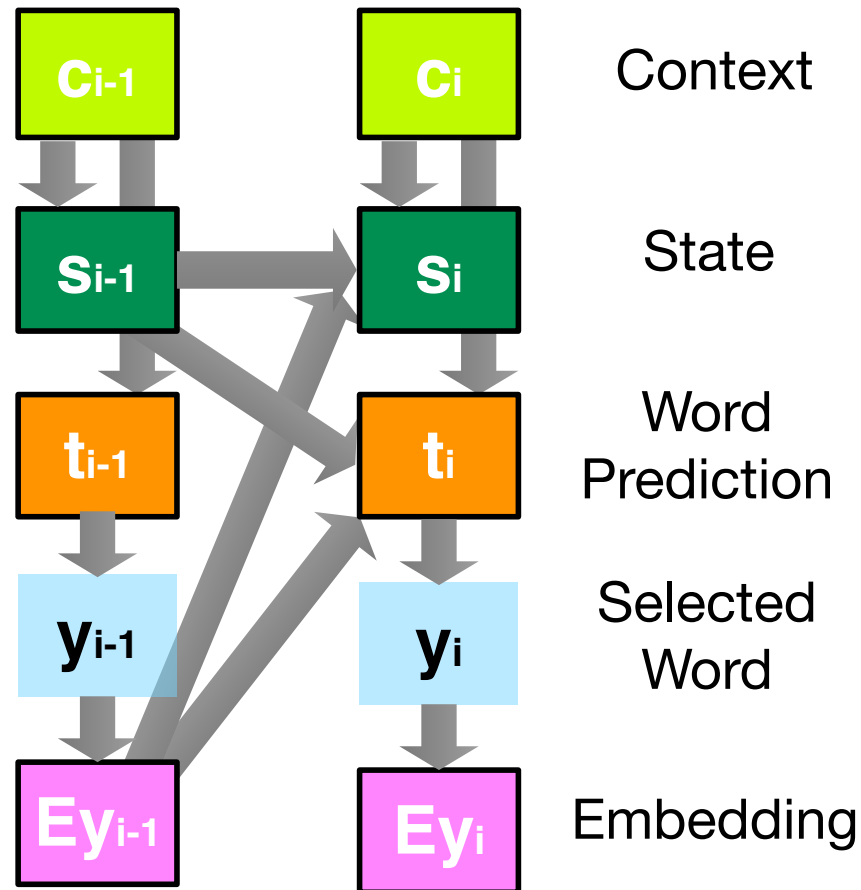 ci-1 ci Context
si-1 si State
ti-1 ti Word
Prediction
yi-1 yi Selected
Word
Eyi-1 Eyi Embedding